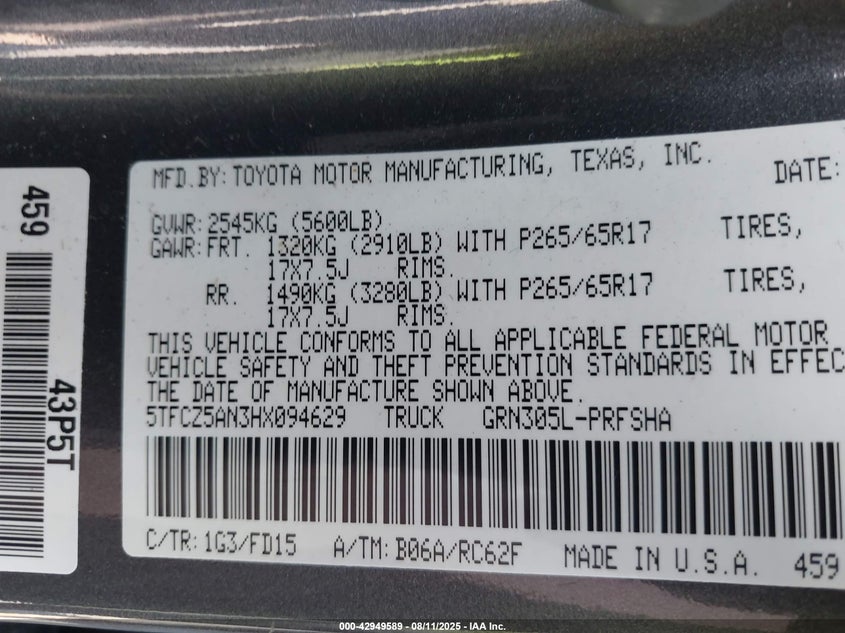 MFD.BY: TOYOTA MOTOR MANUFACTURING, TEXAS, INC. DATE:
GVWR: 2545KG (5600LB)
GAWR: FRT. 1320KG (2910LB) WITH P265/65R17 TIRES,
17X7.5J RIMS.
RR. 1490KG (3280LB) WITH P265/65R17 TIRES,
17X7.5J RIMS.
THIS VEHICLE CONFORMS TO ALL APPLICABLE FEDERAL MOTOR
VEHICLE SAFETY AND THEFT PREVENTION STANDARDS IN EFFEC
THE DATE OF MANUFACTURE SHOWN ABOVE.
5TFCZ5AN3HX094629 TRUCK GRN305L-PRFSHA
C/TR: 1G3/FD15 A/TM: B06A/RC62F MADE IN U.S.A. 459
459
43P5T
000-42949589 - 08/11/2025 - IAA Inc.